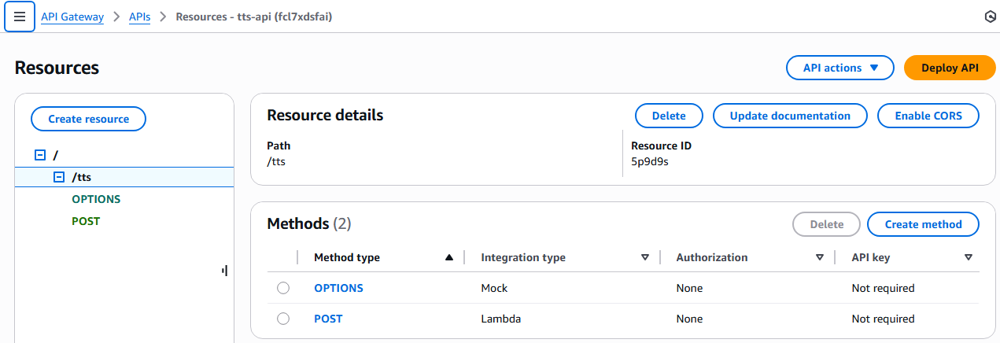 API Gateway > APIs > Resources - tts-api (fcl7xdsfai)
Resources
API actions
Deploy API
Create resource
/
/tts
OPTIONS
POST
Resource details
Delete
Update documentation
Enable CORS
Path
/tts
Resource ID
5p9d9s
Methods (2)
Delete
Create method
Method type Integration type Authorization API key
OPTIONS Mock None Not required
POST Lambda None Not required